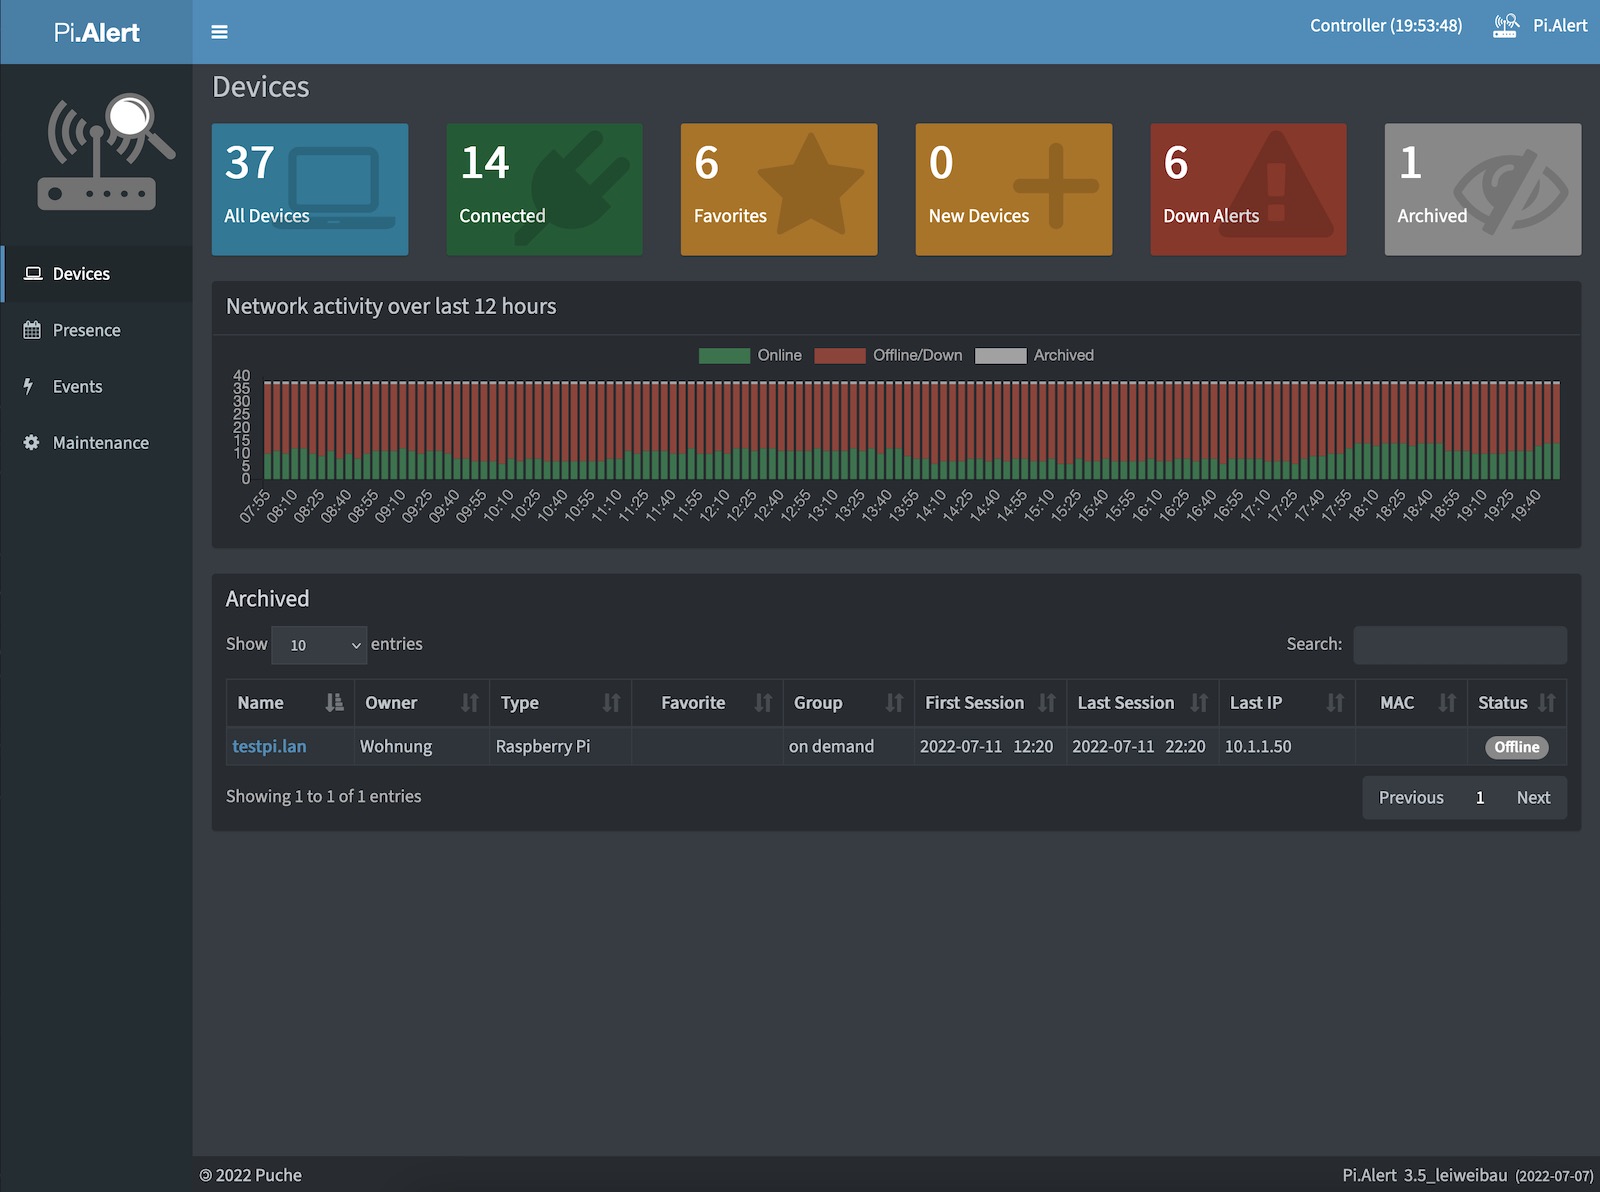 Pi.Alert
Controller (19:53:48)
Pi.Alert
Devices
Presence
Events
Maintenance
Devices
37
All Devices
14
Connected
6
Favorites
0
New Devices
6
Down Alerts
1
Archived
Network activity over last 12 hours
Online Offline/Down Archived
40
35
30
25
20
15
10
5
0
07:55 08:10 08:25 08:40 08:55 09:10 09:25 09:40 09:55 10:10 10:25 10:40 10:55 11:10 11:25 11:40 11:55 12:10 12:25 12:40 12:55 13:10 13:25 13:40 13:55 14:10 14:25 14:40 14:55 15:10 15:25 15:40 15:55 16:10 16:25 16:40 16:55 17:10 17:25 17:40 17:55 18:10 18:25 18:40 18:55 19:10 19:25 19:40
Archived
Show 10 entries
Search:
Name Owner Type Favorite Group First Session Last Session Last IP MAC Status
testpi.lan Wohnung Raspberry Pi on demand 2022-07-11 12:20 2022-07-11 22:20 10.1.1.50 Offline
Showing 1 to 1 of 1 entries
Previous 1 Next
© 2022 Puche
Pi.Alert 3.5_leiweibau (2022-07-07)